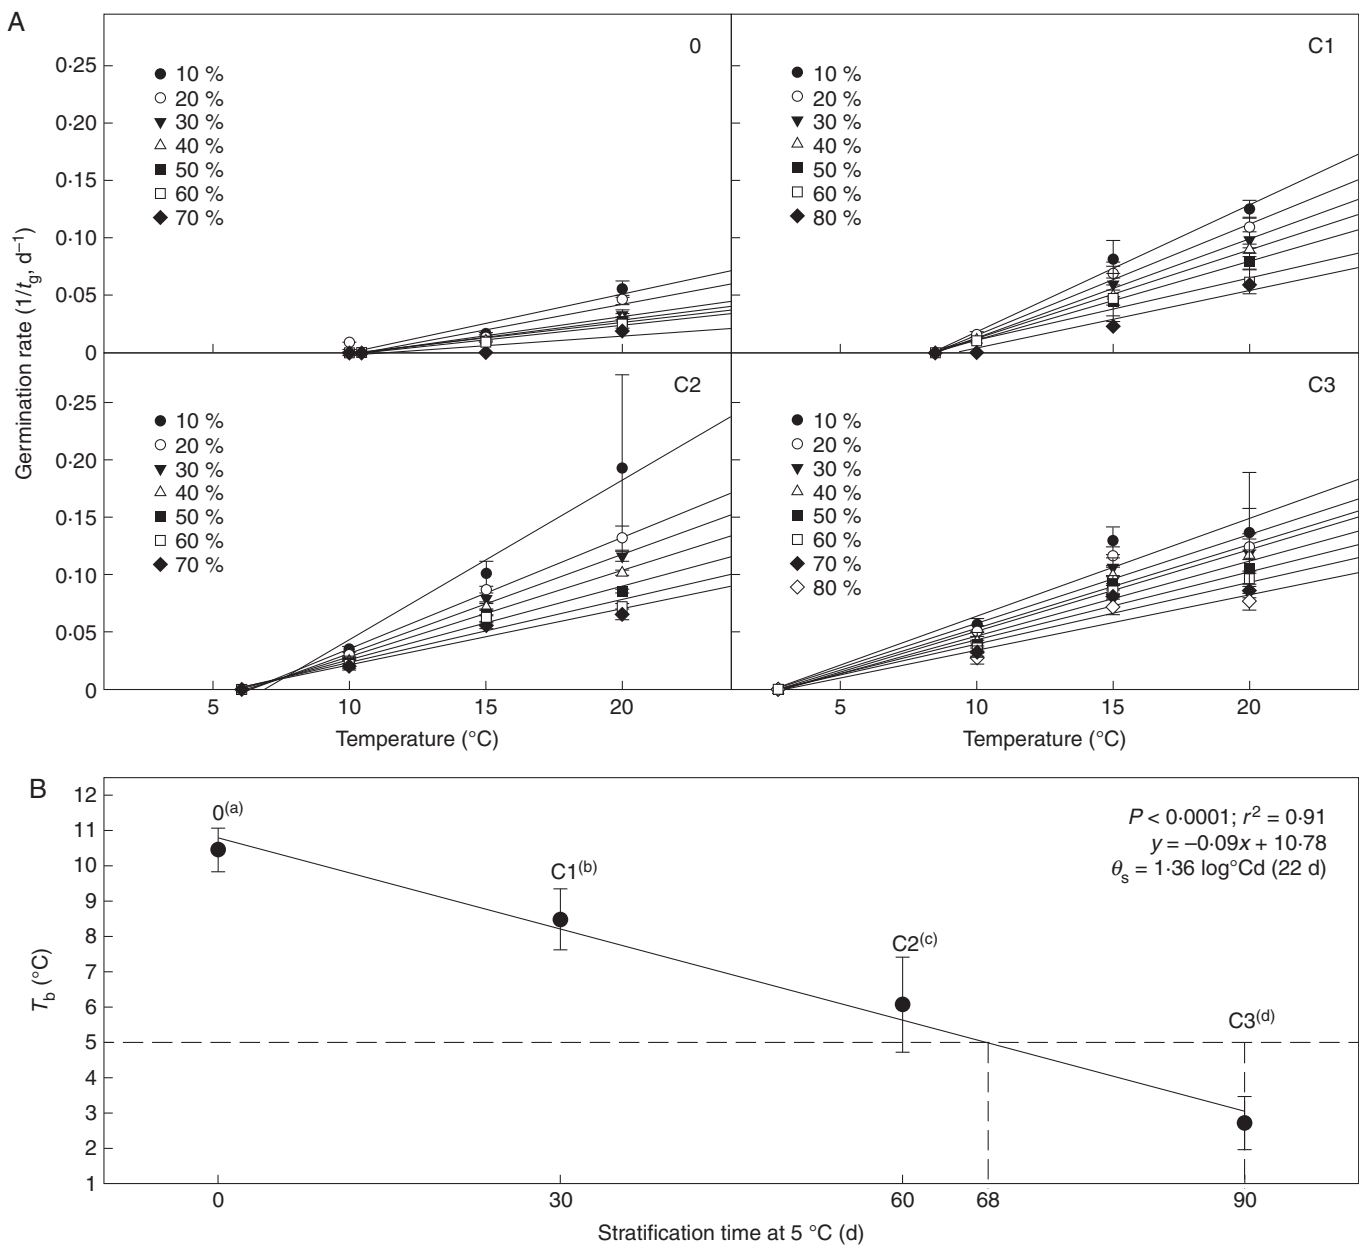 A
0
0·25
0·20
0·15
0·10
0·05
0
10 %
20 %
30 %
40 %
50 %
60 %
70 %
C1
10 %
20 %
30 %
40 %
50 %
60 %
80 %
Germination rate (1/tg, d–1)
C2
0·25
0·20
0·15
0·10
0·05
0
10 %
20 %
30 %
40 %
50 %
60 %
70 %
5 10 15 20
Temperature (°C)
C3
10 %
20 %
30 %
40 %
50 %
60 %
70 %
80 %
5 10 15 20
Temperature (°C)
B
12
11
10
9
8
7
6
5
4
3
2
1
Tb (°C)
0(a)
C1(b)
C2(c)
C3(d)
P < 0·0001; r2 = 0·91
y = –0·09x + 10·78
θs = 1·36 log°Cd (22 d)
0 30 60 68 90
Stratification time at 5 °C (d)